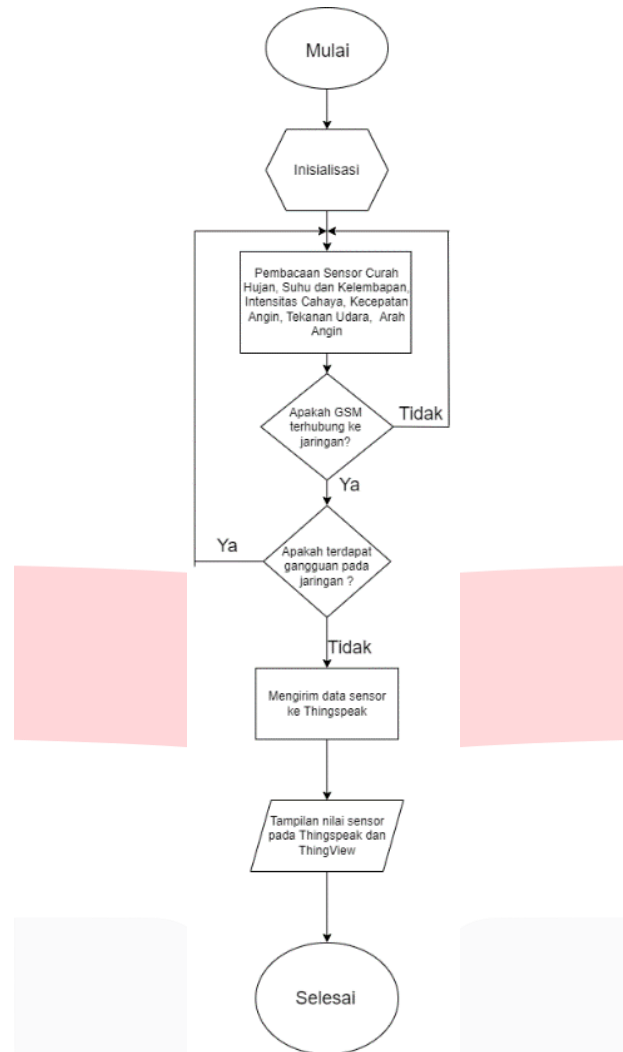 Mulai
Inisialisasi
Pembacaan Sensor Curah
Hujan, Suhu dan Kelembapan,
Intensitas Cahaya, Kecepatan
Angin, Tekanan Udara, Arah
Angin
Apakah GSM
terhubung ke
jaringan?
Tidak
Ya
Apakah terdapat
gangguan pada
jaringan ?
Ya
Tidak
Mengirim data sensor
ke Thingspeak
Tampilan nilai sensor
pada Thingspeak dan
ThingView
Selesai